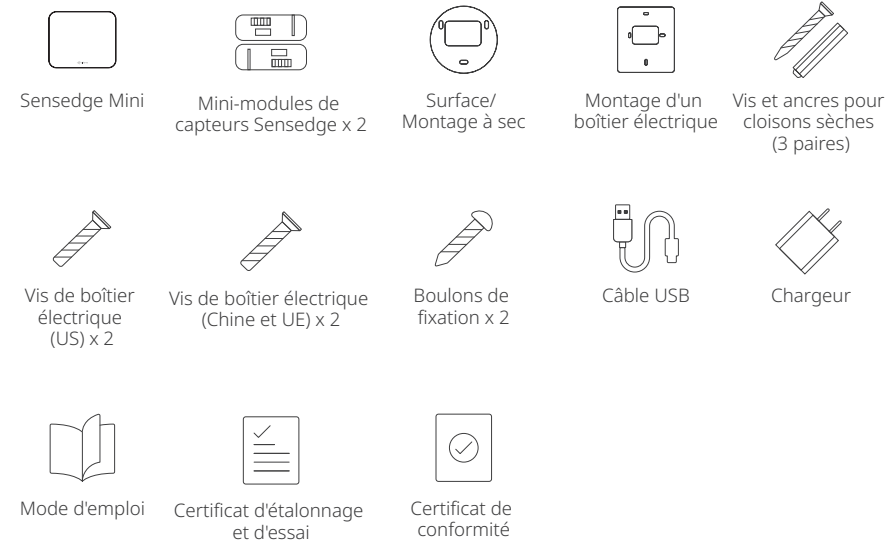 Sensedge Mini
Mini-modules de
capteurs Sensedge x 2
Surface/
Montage à sec
Montage d'un
boîtier électrique
Vis et ancres pour
cloisons sèches
(3 paires)
Vis de boîtier
électrique
(US) x 2
Vis de boîtier électrique
(Chine et UE) x 2
Boulons de
fixation x 2
Câble USB
Chargeur
Mode d'emploi
Certificat d'étalonnage
et d'essai
Certificat de
conformité